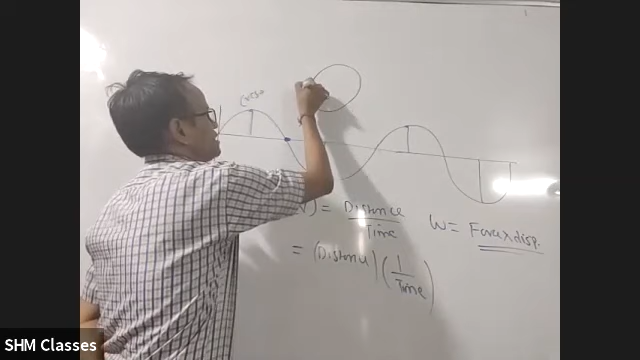 Crest
V) = Distance
Time
W = Force x disp.
= (Distance) (1
Time)
SHM Classes